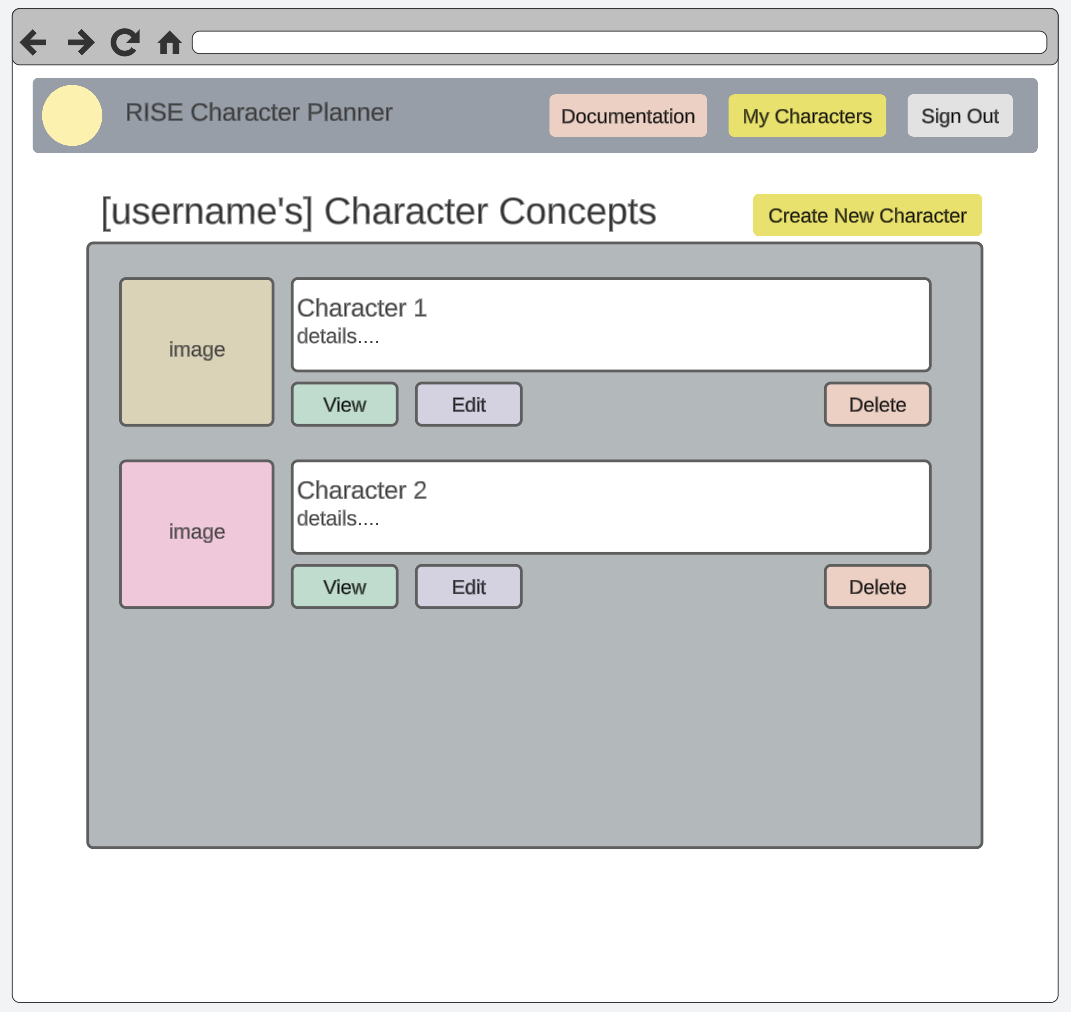 RISE Character Planner
Documentation
My Characters
Sign Out
[username's] Character Concepts
Create New Character
image
Character 1
details....
View
Edit
Delete
image
Character 2
details....
View
Edit
Delete